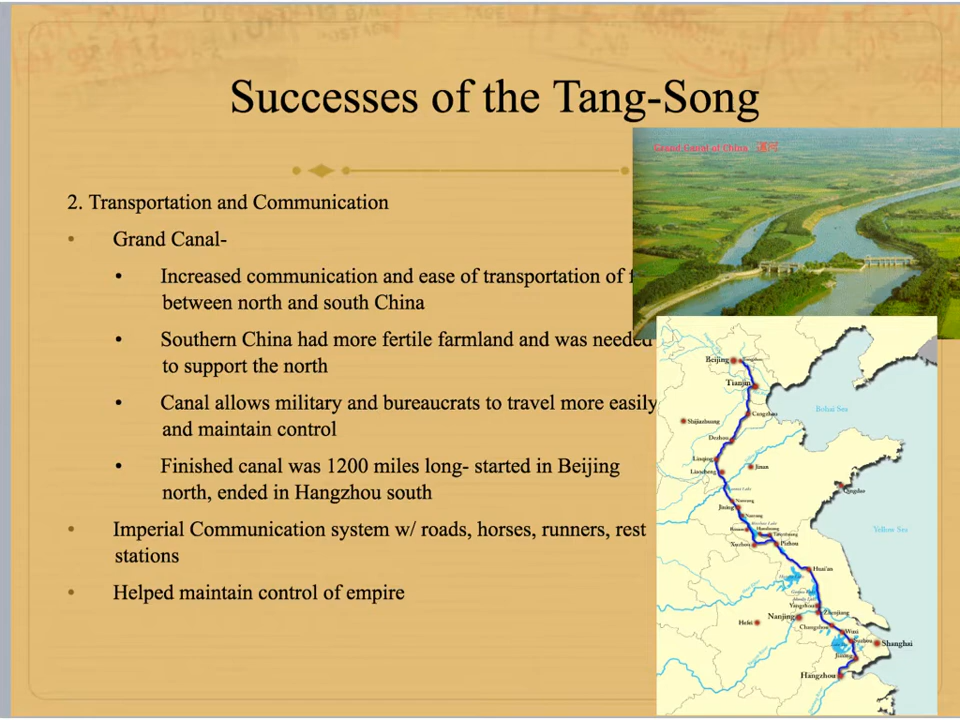 Successes of the Tang-Song
Grand Canal of China 運河
2. Transportation and Communication
• Grand Canal-
• Increased communication and ease of transportation of f
between north and south China
• Southern China had more fertile farmland and was needed
to support the north
• Canal allows military and bureaucrats to travel more easily
and maintain control
• Finished canal was 1200 miles long- started in Beijing
north, ended in Hangzhou south
• Imperial Communication system w/ roads, horses, runners, rest
stations
• Helped maintain control of empire
Beijing
Tianjin
Cangzhou
Bohai Sea
Shijiazhuang
Dezhou
Linqing
Jinan
Liaocheng
Qingdao
Jining
Yellow Sea
Xuzhou
Pizhou
Huai'an
Yangzhou
Zhenjiang
Nanjing
Hefei
Changzhou
Wuxi
Suzhou
Shanghai
Jiaxing
Hangzhou